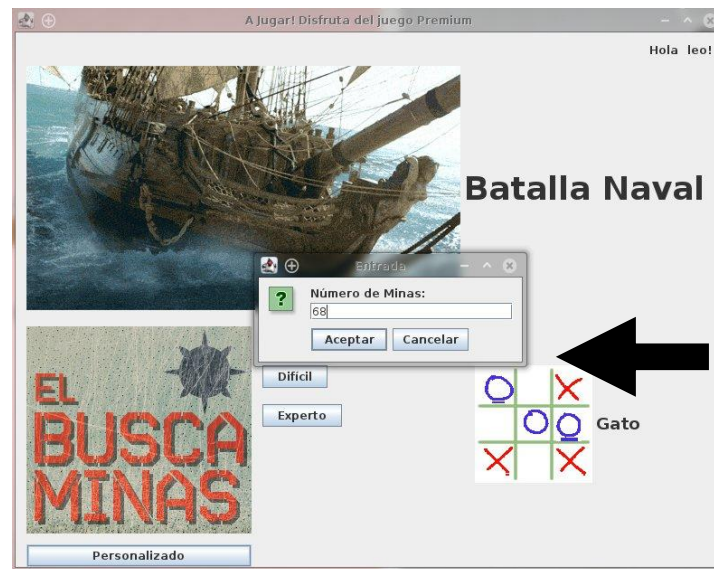 A Jugar! Disfruta del juego Premium
Hola leo!
Batalla Naval
Entrada
?
Número de Minas:
68
Aceptar Cancelar
EL
BUSCA
MINAS
Difícil
Experto
Gato
Personalizado